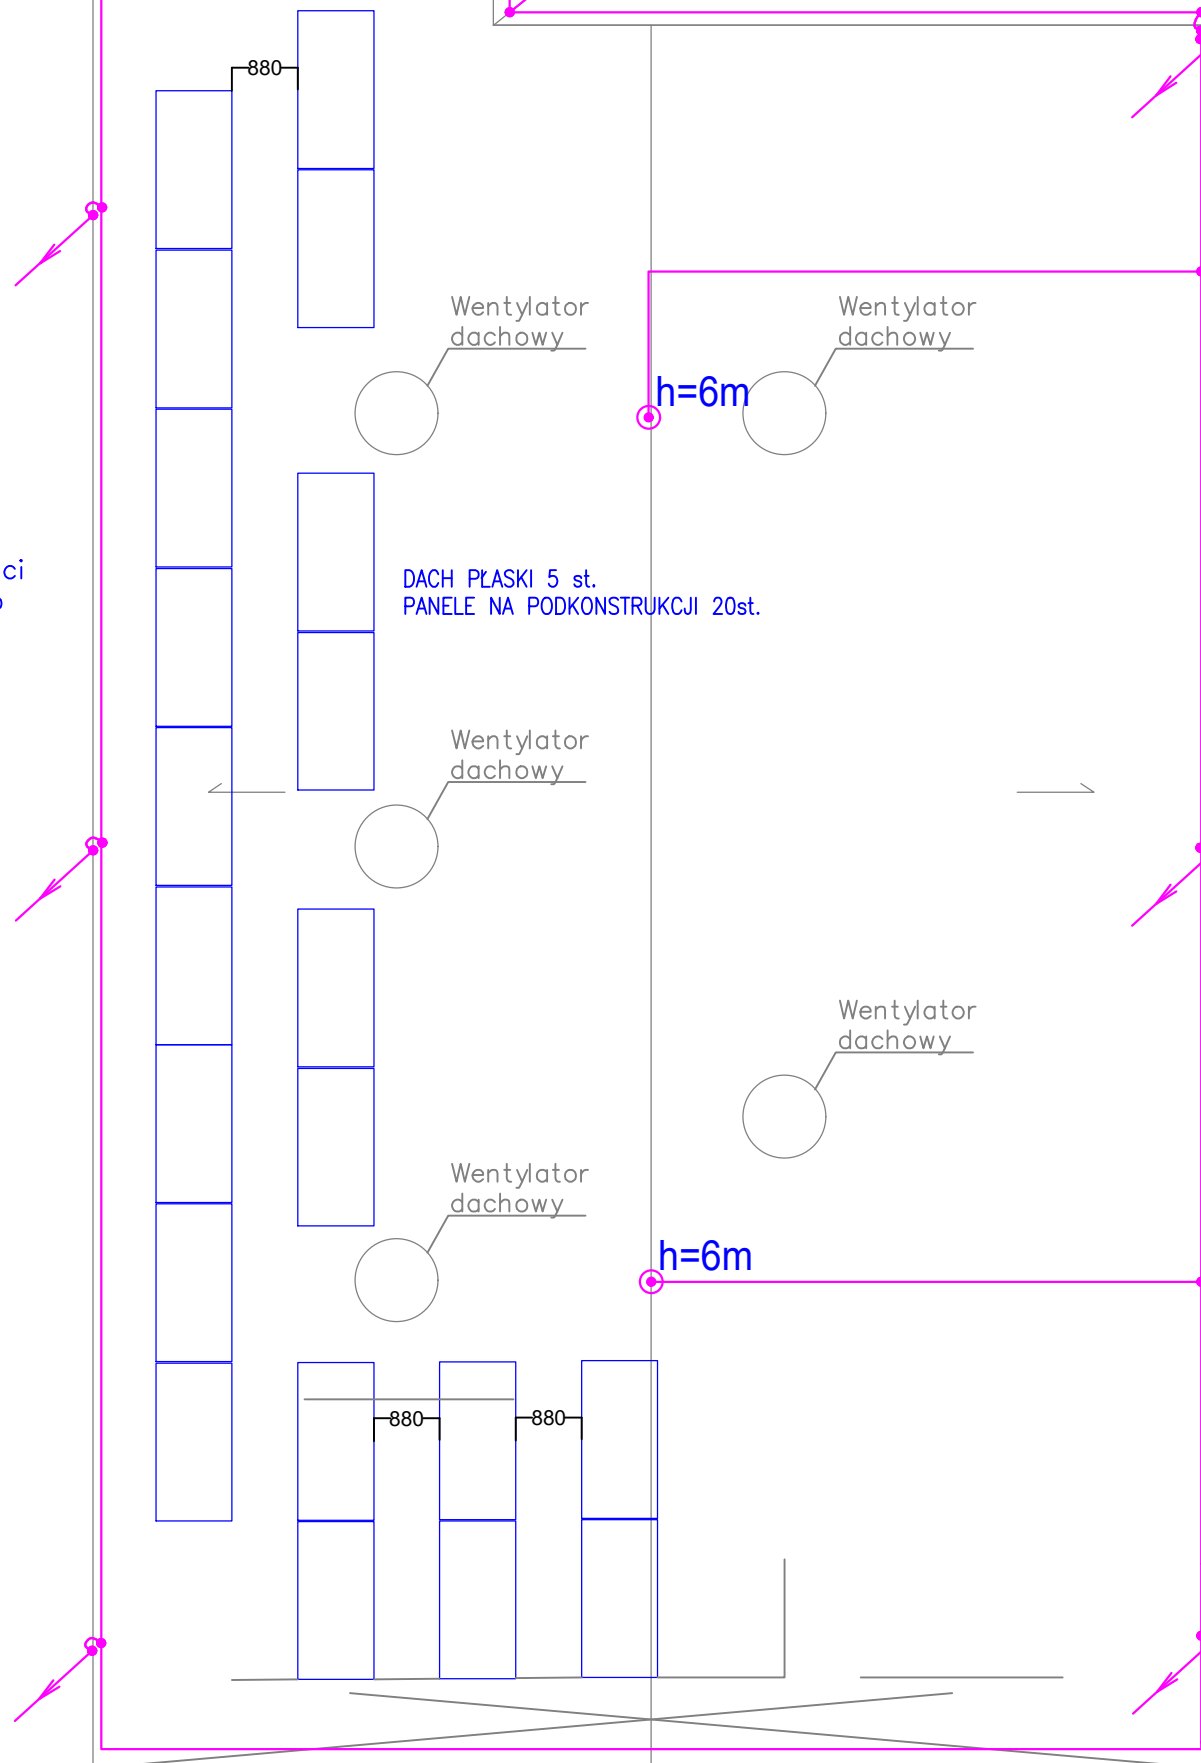 880
Wentylator
dachowy
Wentylator
dachowy
h=6m
ci
DACH PŁASKI 5 st.
PANELE NA PODKONSTRUKCJI 20st.
Wentylator
dachowy
Wentylator
dachowy
Wentylator
dachowy
h=6m
880
880